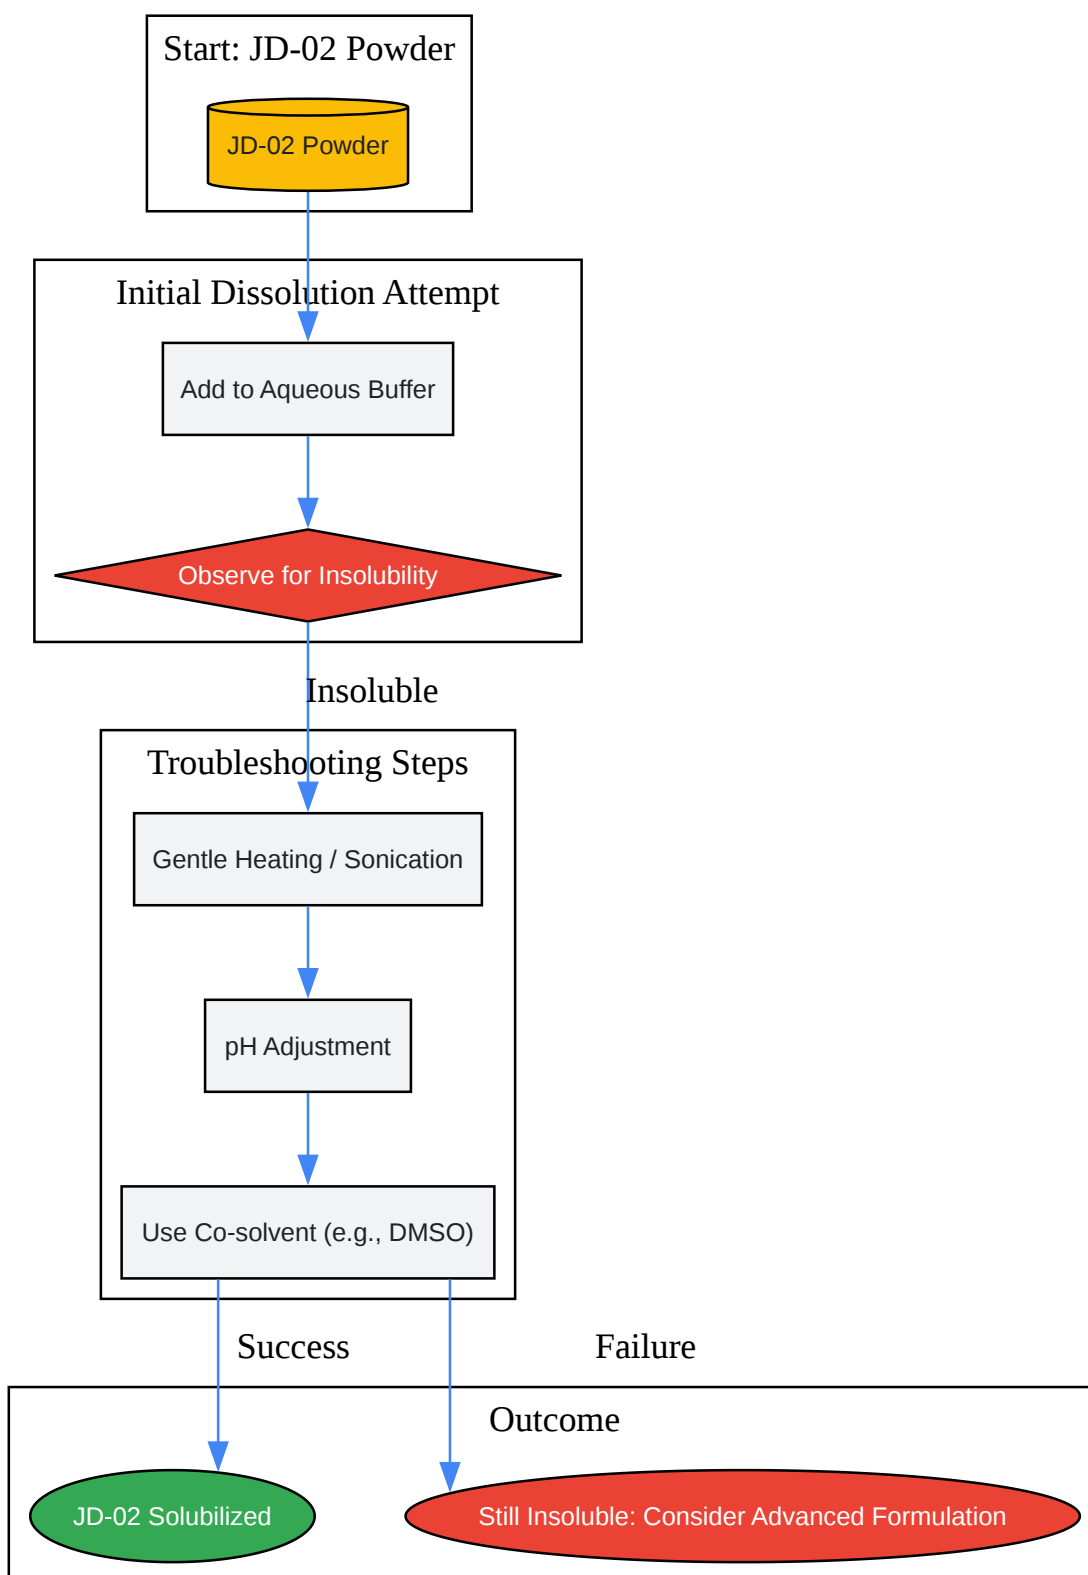 Start: JD-02 Powder
JD-02 Powder
Initial Dissolution Attempt
Add to Aqueous Buffer
Observe for Insolubility
Insoluble
Troubleshooting Steps
Gentle Heating / Sonication
pH Adjustment
Use Co-solvent (e.g., DMSO)
Success
Failure
Outcome
JD-02 Solubilized
Still Insoluble: Consider Advanced Formulation